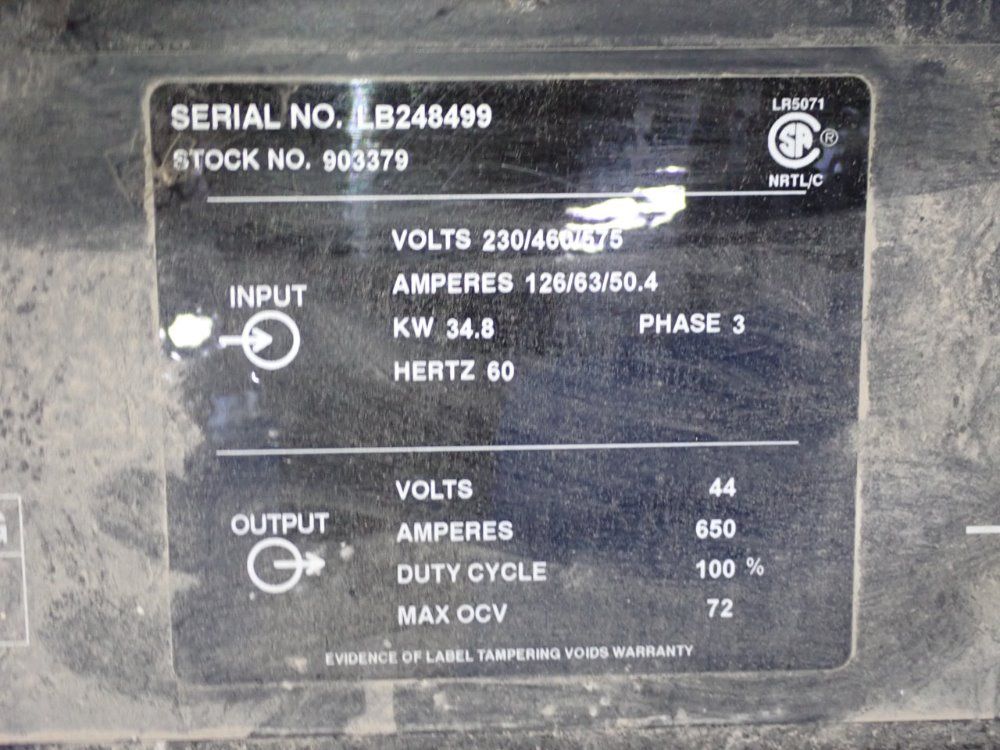 SERIAL NO. LB248499
STOCK NO. 903379
LR5071
SA ®
NRTL/C
VOLTS 230/460/575
INPUT
AMPERES 126/63/50.4
KW 34.8 PHASE 3
HERTZ 60
VOLTS 44
OUTPUT
AMPERES 650
DUTY CYCLE 100 %
MAX OCV 72
EVIDENCE OF LABEL TAMPERING VOIDS WARRANTY
G